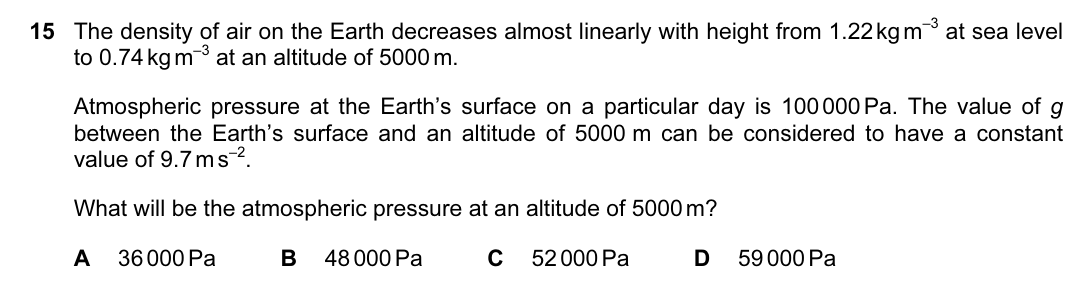 15 The density of air on the Earth decreases almost linearly with height from 1.22 kg m⁻³ at sea level
to 0.74 kg m⁻³ at an altitude of 5000 m.
Atmospheric pressure at the Earth's surface on a particular day is 100 000 Pa. The value of g
between the Earth's surface and an altitude of 5000 m can be considered to have a constant
value of 9.7 m s⁻².
What will be the atmospheric pressure at an altitude of 5000 m?
A 36 000 Pa B 48 000 Pa C 52 000 Pa D 59 000 Pa